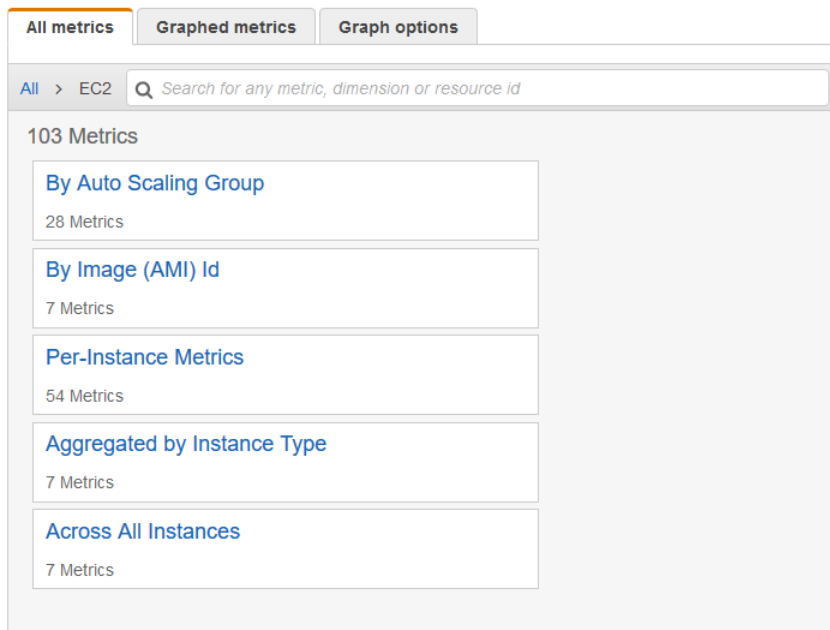 All metrics Graphed metrics Graph options
All > EC2 Search for any metric, dimension or resource id
103 Metrics
By Auto Scaling Group
28 Metrics
By Image (AMI) Id
7 Metrics
Per-Instance Metrics
54 Metrics
Aggregated by Instance Type
7 Metrics
Across All Instances
7 Metrics